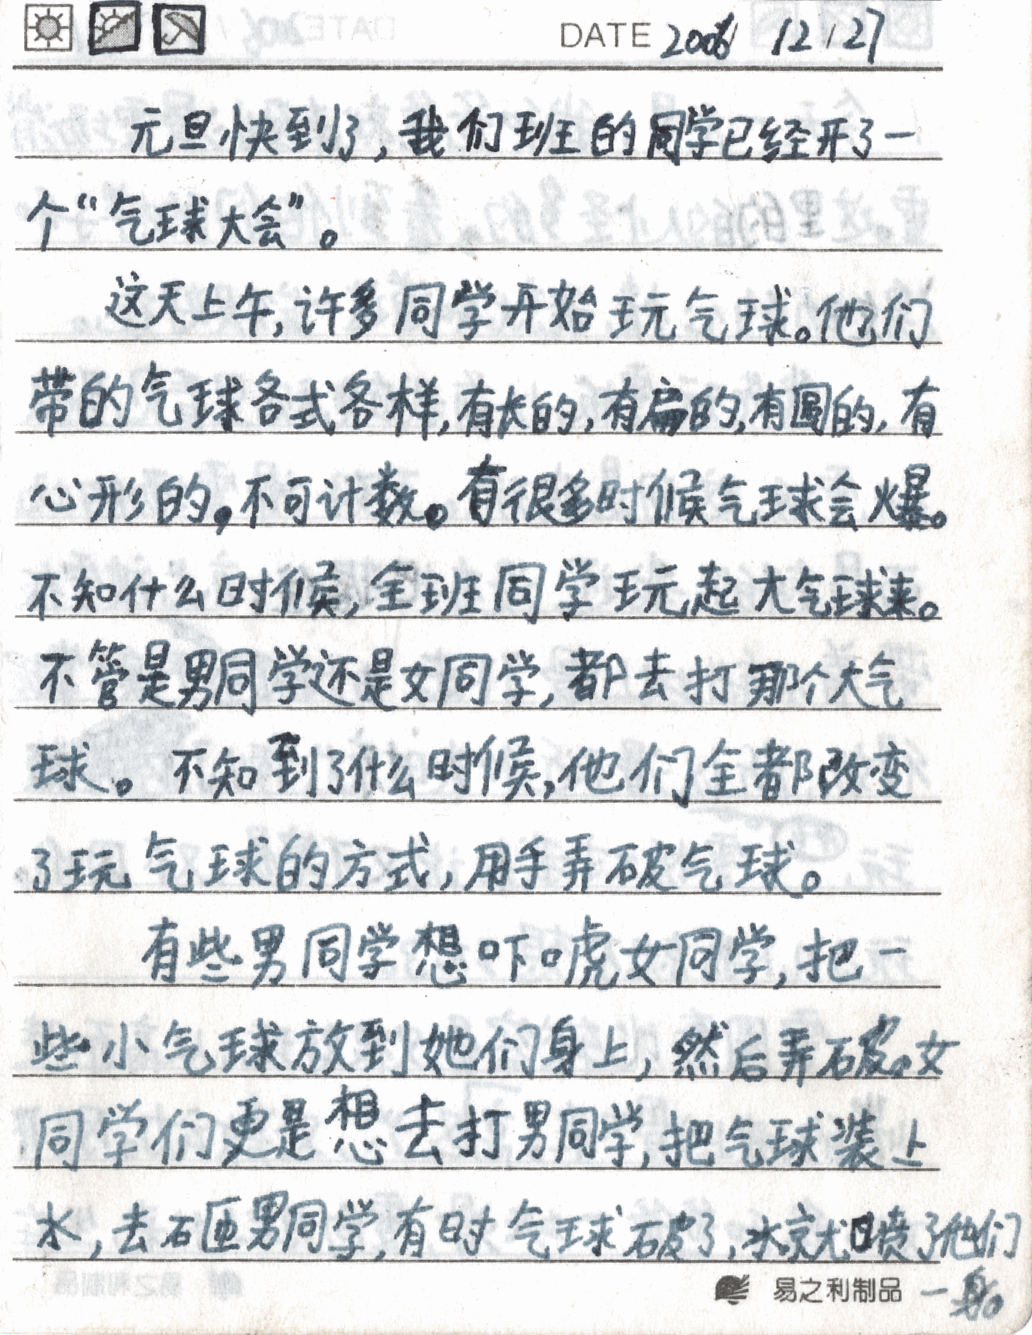 DATE 2006 12 27
元旦快到了，我们班的同学已经开了一
个“气球大会”。
这天上午，许多同学开始玩气球。他们
带的气球各式各样，有长的，有扁的，有圆的，有
心形的，不可计数。有很多时候气球会爆。
不知什么时候，全班同学玩起大气球来。
不管是男同学还是女同学，都去打那个大气
球。不知到了什么时候，他们全都改变
了玩气球的方式，用手弄破气球。
有些男同学想吓唬女同学，把一
些小气球放到她们身上，然后弄破。女
同学们更是想去打男同学，把气球装上
水，去砸男同学，有时气球破了，水就喷了他们
一身。
易之利制品